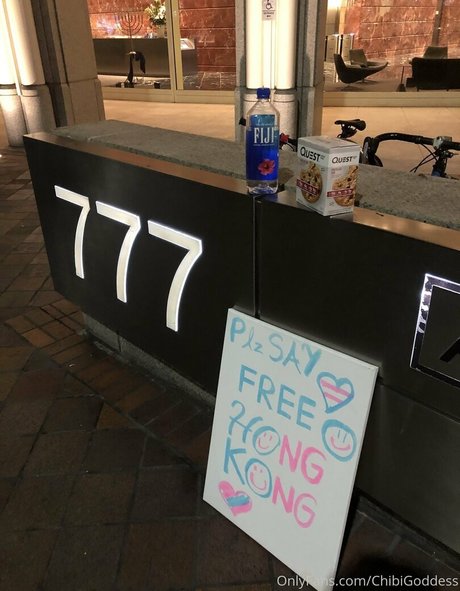 FIJI
QUEST
QUEST
777
Plz SAY
FREE
HONG
KONG
OnlyFans.com/ChibiGoddess